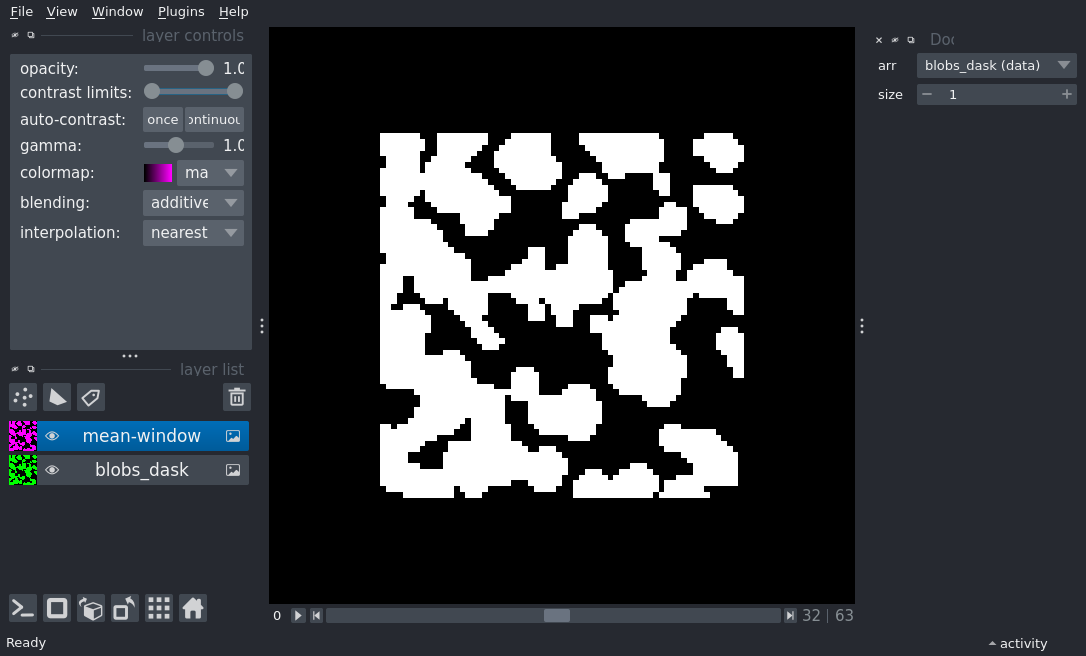 File View Window Plugins Help
layer controls
opacity: 1.0
contrast limits:
auto-contrast: once ontinuou
gamma: 1.0
colormap: ma
blending: additive
interpolation: nearest
layer list
mean-window
blobs_dask
0 32 | 63
Ready
Doc
arr blobs_dask (data)
size 1
activity